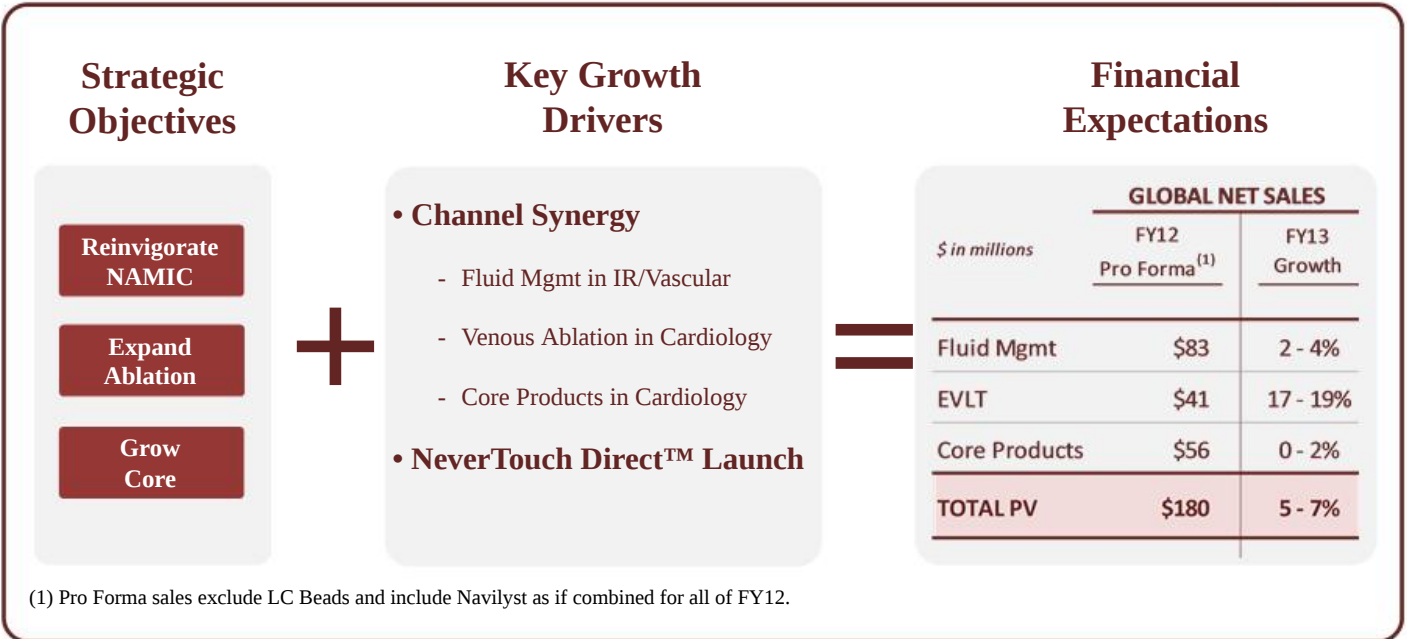 Strategic
Objectives
Reinvigorate
NAMIC
Expand
Ablation
Grow
Core
+
Key Growth
Drivers
• Channel Synergy
- Fluid Mgmt in IR/Vascular
- Venous Ablation in Cardiology
- Core Products in Cardiology
• NeverTouch Direct™ Launch
=
Financial
Expectations
GLOBAL NET SALES
$ in millions
FY12
Pro Forma(1)
FY13
Growth
Fluid Mgmt $83 2 - 4%
EVLT $41 17 - 19%
Core Products $56 0 - 2%
TOTAL PV $180 5 - 7%
(1) Pro Forma sales exclude LC Beads and include Navilyst as if combined for all of FY12.